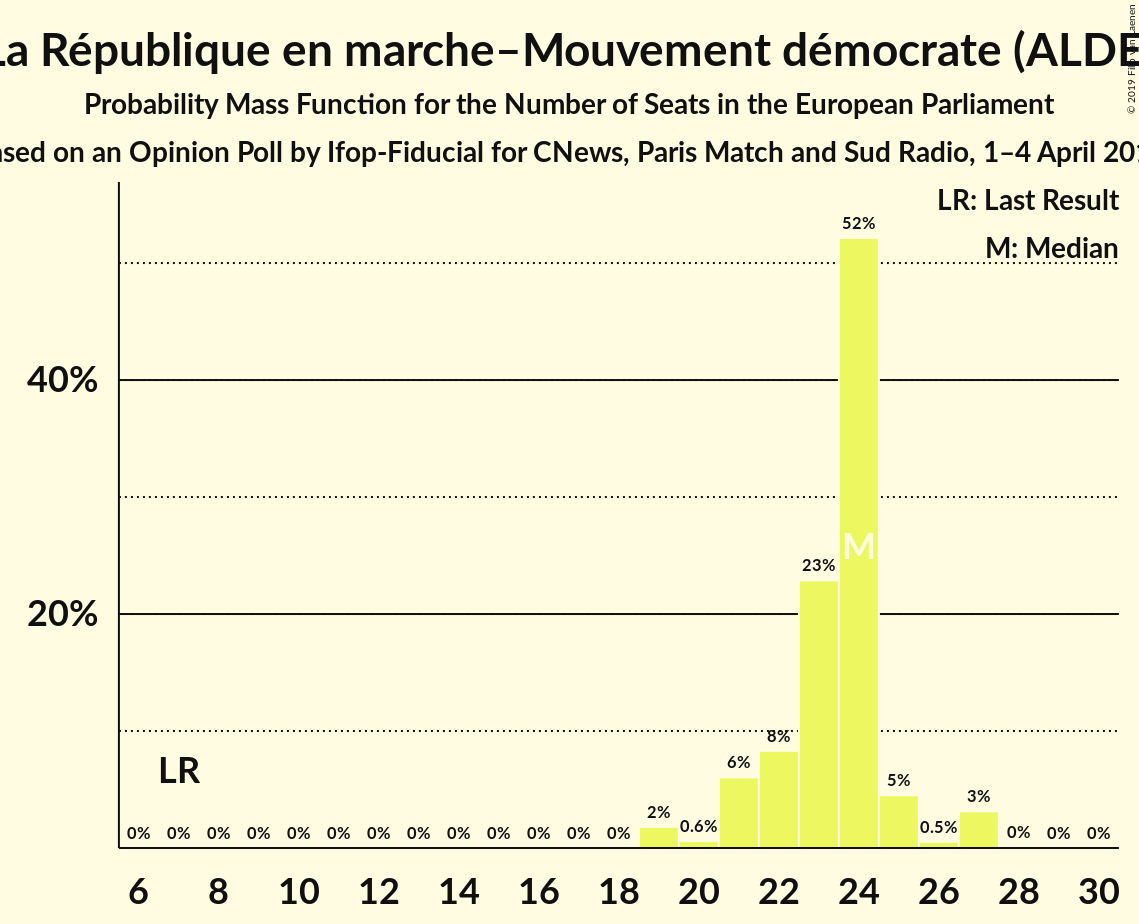 La République en marche–Mouvement démocrate (ALDE
Probability Mass Function for the Number of Seats in the European Parliament
on an Opinion Poll by Ifop-Fiducial for CNews, Paris Match and Sud Radio, 1–4 April
© 2019
LR: Last Result
M: Median
52%
40%
M
23%
20%
8%
6%
LR
5%
3%
2%
0% 0% 0% 0% 0% 0% 0% 0% 0% 0% 0% 0% 0% 0.6% 0.5% 0% 0% 0%
6 8 10 12 14 16 18 20 22 24 26 28 30